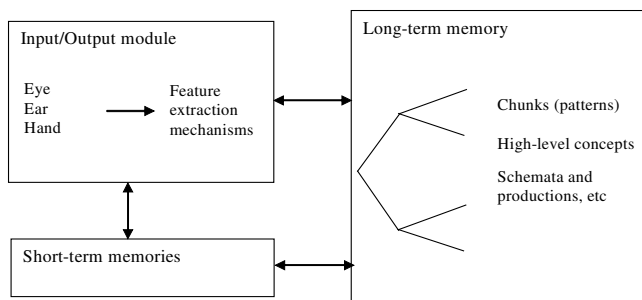 Input/Output module
Eye
Ear
Hand
Feature
extraction
mechanisms
Short-term memories
Long-term memory
Chunks (patterns)
High-level concepts
Schemata and
productions, etc